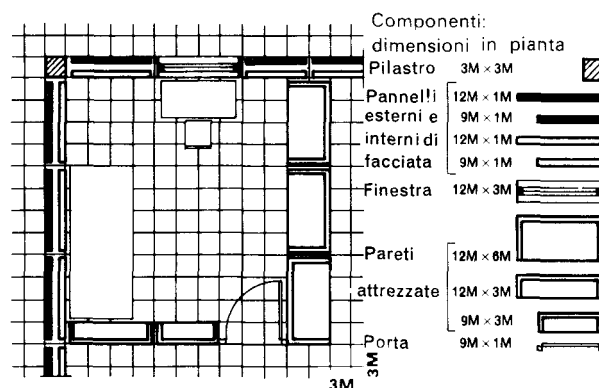 Componenti:
dimensioni in pianta
Pilastro 3M × 3M
Pannelli 12M × 1M
esterni e 9M × 1M
interni di 12M × 1M
facciata 9M × 1M
Finestra 12M × 3M
Pareti 12M × 6M
attrezzate 12M × 3M
9M × 3M
Porta 9M × 1M
3M
3M